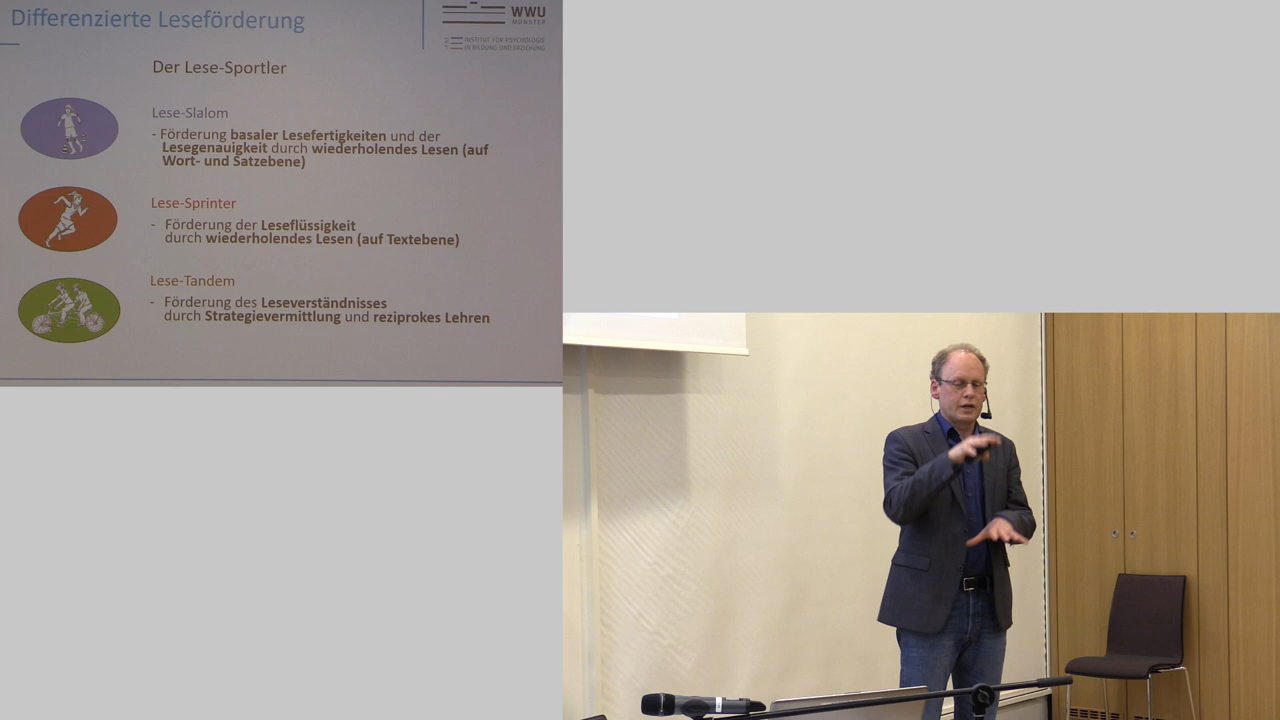 Differenzierte Leseförderung
WWU
MÜNSTER
INSTITUT FÜR PSYCHOLOGIE
IN BILDUNG UND ERZIEHUNG
Der Lese-Sportler
Lese-Slalom
- Förderung basaler Lesefertigkeiten und der
Lesegenauigkeit durch wiederholendes Lesen (auf
Wort- und Satzebene)
Lese-Sprinter
- Förderung der Leseflüssigkeit
durch wiederholendes Lesen (auf Textebene)
Lese-Tandem
- Förderung des Leseverständnisses
durch Strategievermittlung und reziprokes Lehren